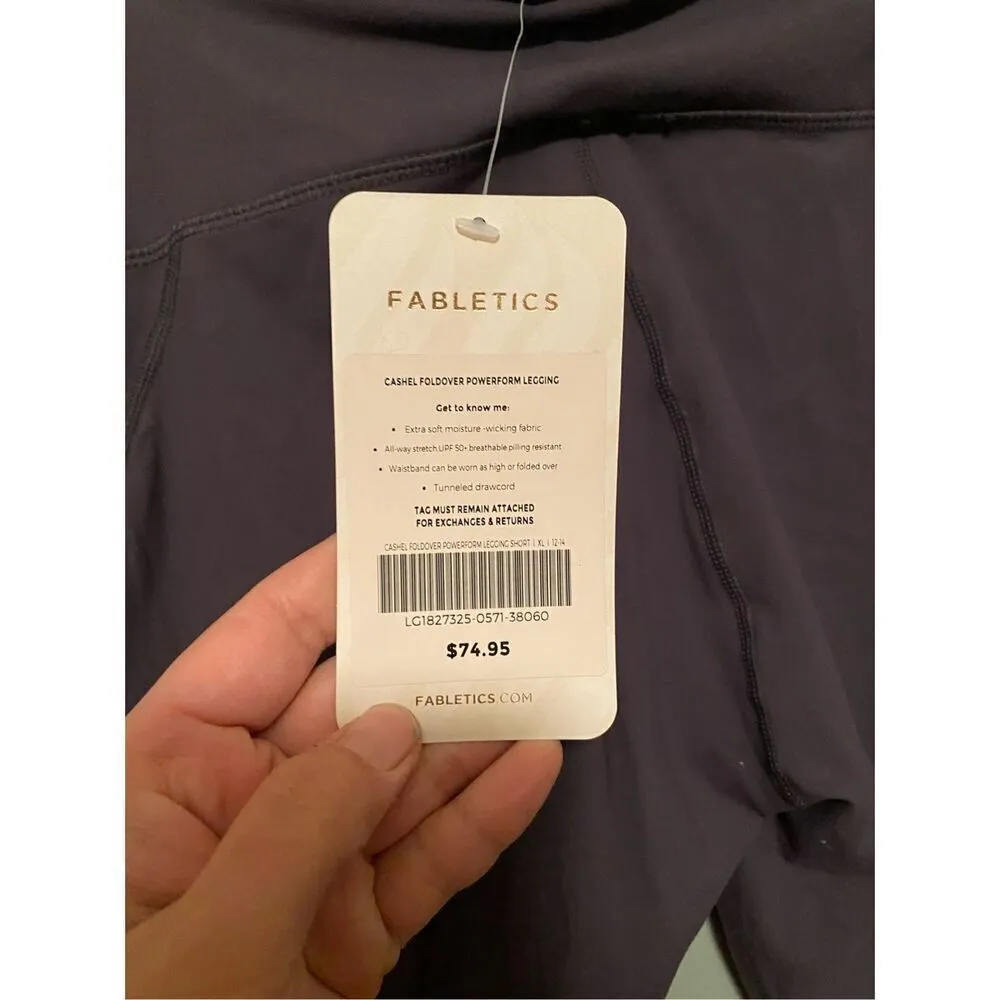 FABLETICS
CASHEL FOLDOVER POWERFORM LEGGING
Get to know me:
• Extra soft moisture -wicking fabric
• All-way stretch,UPF 50+ breathable pilling resistant
• Waistband can be worn as high or folded over
• Tunneled drawcord
TAG MUST REMAIN ATTACHED
FOR EXCHANGES & RETURNS
CASHEL FOLDOVER POWERFORM LEGGING SHORT | XL | 12-14
LG1827325-0571-38060
$74.95
FABLETICS.COM